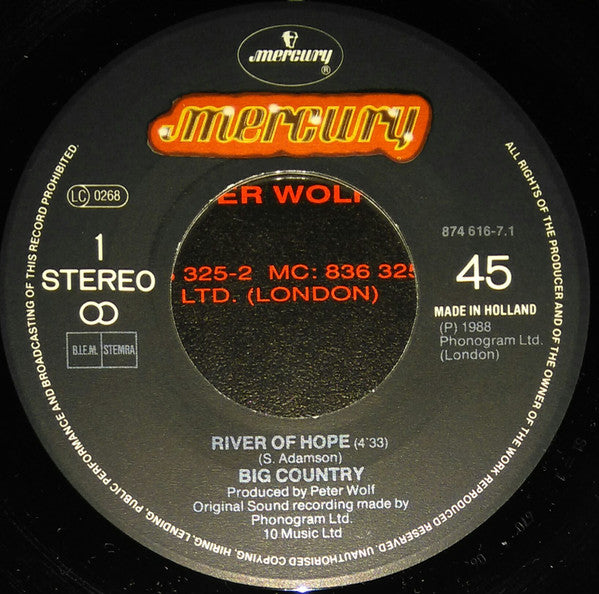 mercury
®
mercury
ALL RIGHTS OF THE PRODUCER AND OF THE OWNER OF THE WORK REPRODUCED RESERVED. UNAUTHORISED COPYING, HIRING, LENDING, PUBLIC PERFORMANCE AND BROADCASTING OF THIS RECORD PROHIBITED.
LC 0268
ER WOL
874 616-7.1
1
STEREO
325-2 MC: 836 325
LTD. (LONDON)
45
MADE IN HOLLAND
(P) 1988
Phonogram Ltd.
(London)
B.I.E.M. STEMRA
RIVER OF HOPE (4'33)
(S. Adamson)
BIG COUNTRY
Produced by Peter Wolf
Original Sound recording made by
Phonogram Ltd.
10 Music Ltd